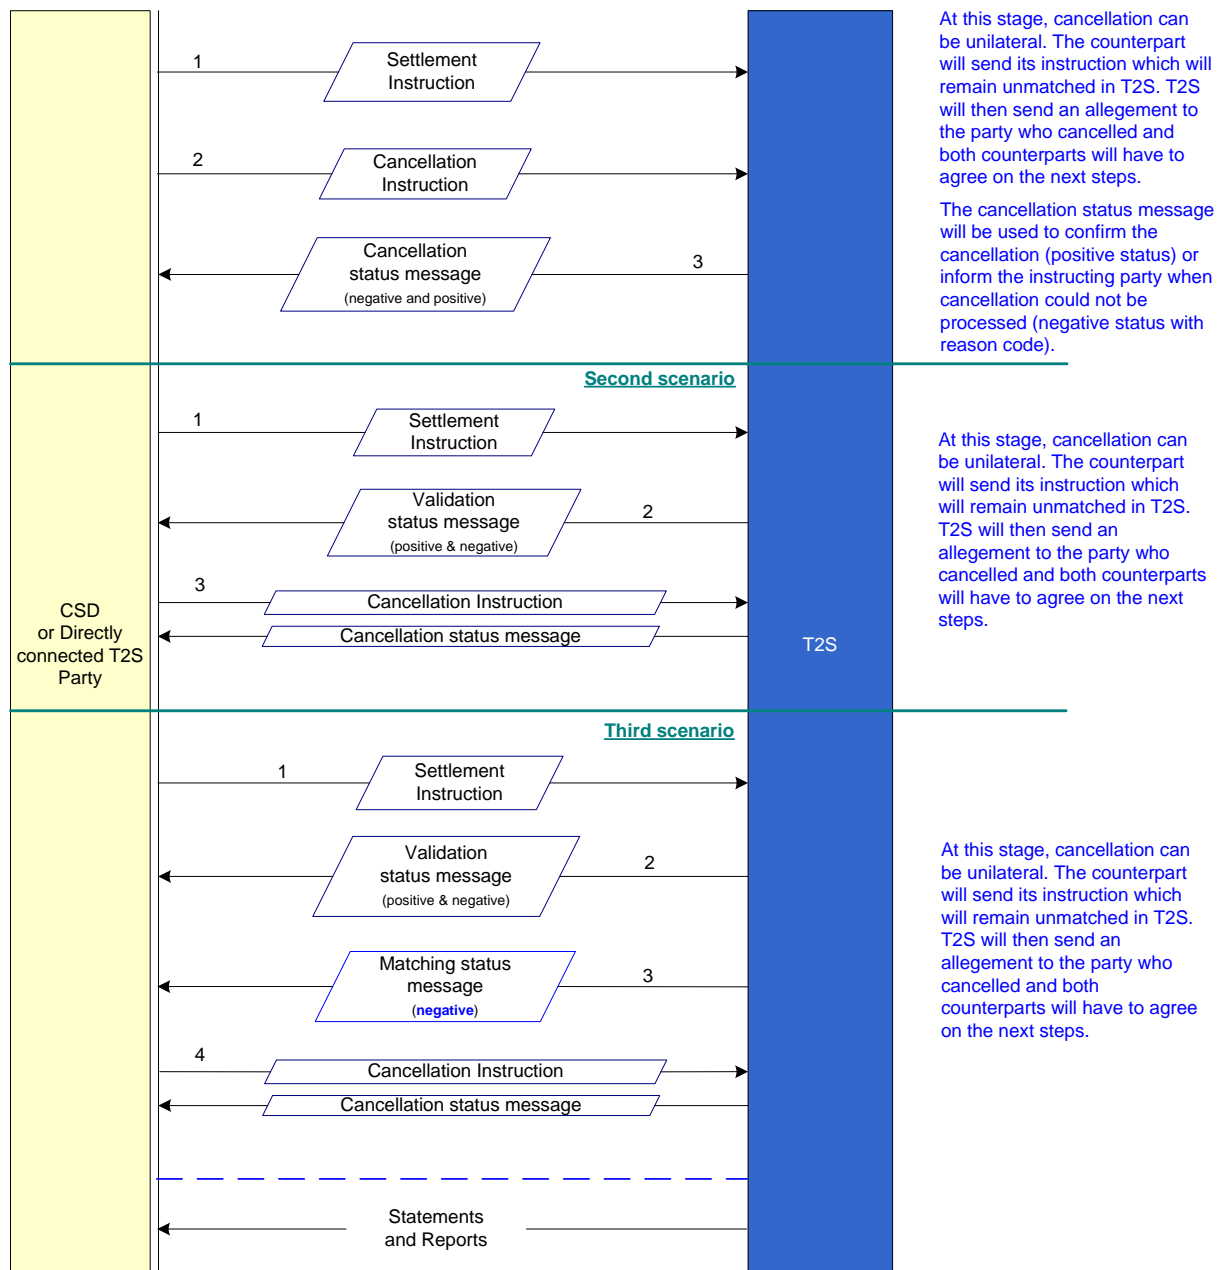 At this stage, cancellation can
be unilateral. The counterpart
will send its instruction which will
remain unmatched in T2S. T2S
will then send an allegement to
the party who cancelled and
both counterparts will have to
agree on the next steps.
The cancellation status message
will be used to confirm the
cancellation (positive status) or
inform the instructing party when
cancellation could not be
processed (negative status with
reason code).
1
Settlement
Instruction
2
Cancellation
Instruction
Cancellation
status message
(negative and positive)
3
Second scenario
1
Settlement
Instruction
Validation
status message
(positive & negative)
2
3
Cancellation Instruction
Cancellation status message
At this stage, cancellation can
be unilateral. The counterpart
will send its instruction which
will remain unmatched in T2S.
T2S will then send an
allegement to the party who
cancelled and both counterparts
will have to agree on the next
steps.
CSD
or Directly
connected T2S
Party
T2S
Third scenario
1
Settlement
Instruction
Validation
status message
(positive & negative)
2
Matching status
message
(negative)
3
4
Cancellation Instruction
Cancellation status message
At this stage, cancellation can
be unilateral. The counterpart
will send its instruction which
will remain unmatched in T2S.
T2S will then send an
allegement to the party who
cancelled and both
counterparts will have to agree
on the next steps.
Statements
and Reports